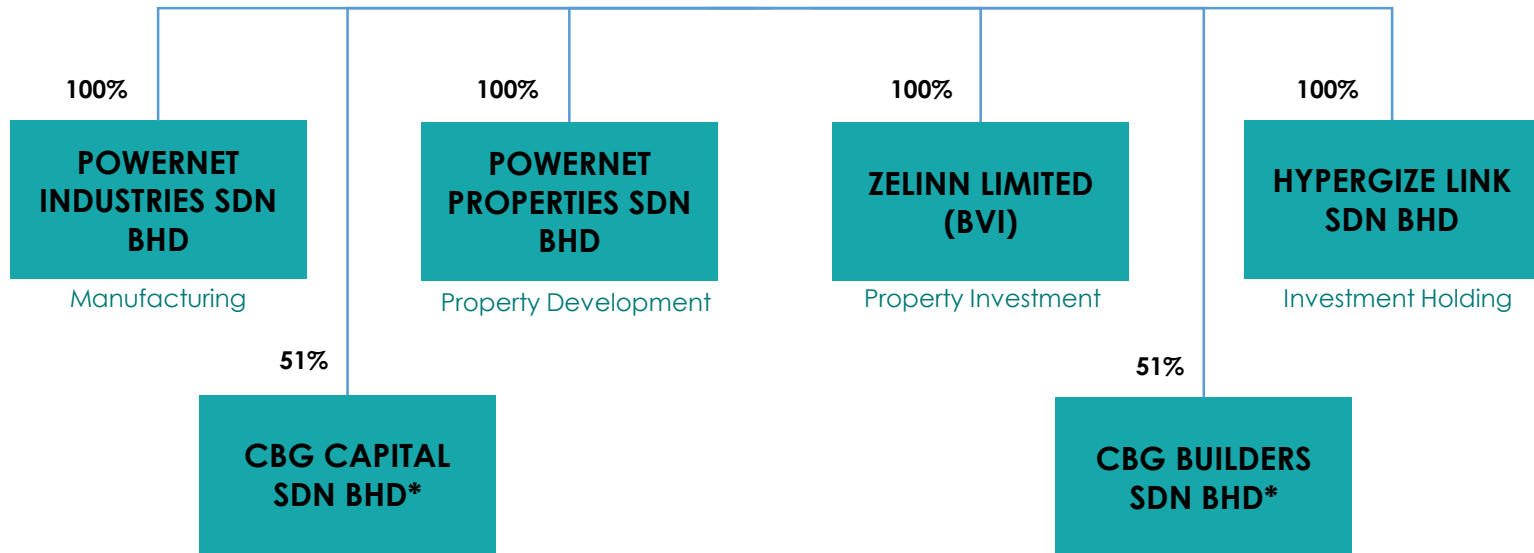 100%
POWERNET
INDUSTRIES SDN
BHD
Manufacturing
100%
POWERNET
PROPERTIES SDN
BHD
Property Development
100%
ZELINN LIMITED
(BVI)
Property Investment
100%
HYPERGIZE LINK
SDN BHD
Investment Holding
51%
CBG CAPITAL
SDN BHD*
51%
CBG BUILDERS
SDN BHD*